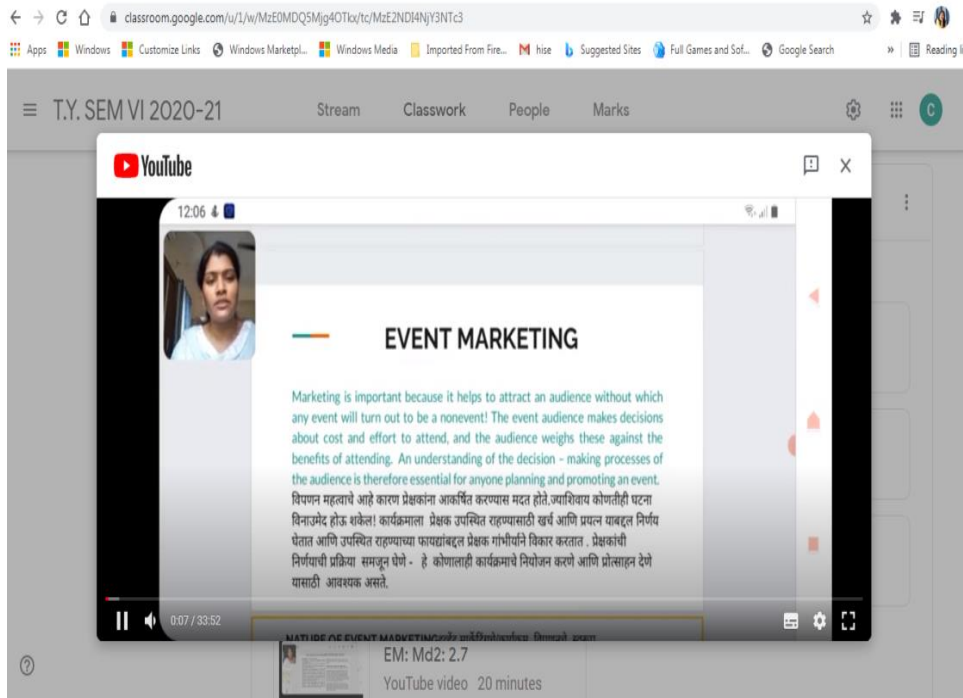 classroom.google.com/u/1/w/MzE0MDQ5Mjg4OTkx/tc/MzE2NDI4NjY3NTc3
Apps Windows Customize Links Windows Marketpl... Windows Media Imported From Fire... hise Suggested Sites Full Games and Sof... Google Search » Reading li
T.Y. SEM VI 2020-21 Stream Classwork People Marks C
YouTube
12:06
EVENT MARKETING
Marketing is important because it helps to attract an audience without which
any event will turn out to be a nonevent! The event audience makes decisions
about cost and effort to attend, and the audience weighs these against the
benefits of attending. An understanding of the decision - making processes of
the audience is therefore essential for anyone planning and promoting an event.
विपणन महत्वाचे आहे कारण प्रेक्षकांना आकर्षित करण्यास मदत होते.ज्याशिवाय कोणतीही घटना
विनाउमेद होऊ शकेल! कार्यक्रमाला प्रेक्षक उपस्थित राहण्यासाठी खर्च आणि प्रयत्न याबद्दल निर्णय
घेतात आणि उपस्थित राहण्याच्या फायद्यांबद्दल प्रेक्षक गांभीर्याने विकार करतात . प्रेक्षकांची
निर्णयाची प्रक्रिया समजून घेणे - हे कोणालाही कार्यक्रमाचे नियोजन करणे आणि प्रोत्साहन देणे
यासाठी आवश्यक असते.
0:07 / 33:52
NATURE OF EVENT MARKETING
EM: Md2: 2.7
YouTube video 20 minutes